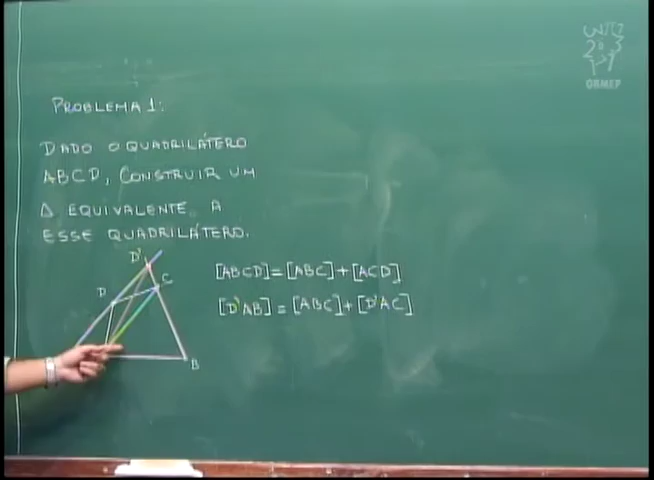 PROBLEMA 1:
DADO O QUADRILÁTERO
ABCD, CONSTRUIR UM
Δ EQUIVALENTE A
ESSE QUADRILÁTERO.
D'
C
D
B
[ABCD] = [ABC] + [ACD]
[D'AB] = [ABC] + [D'AC]
OBMEP